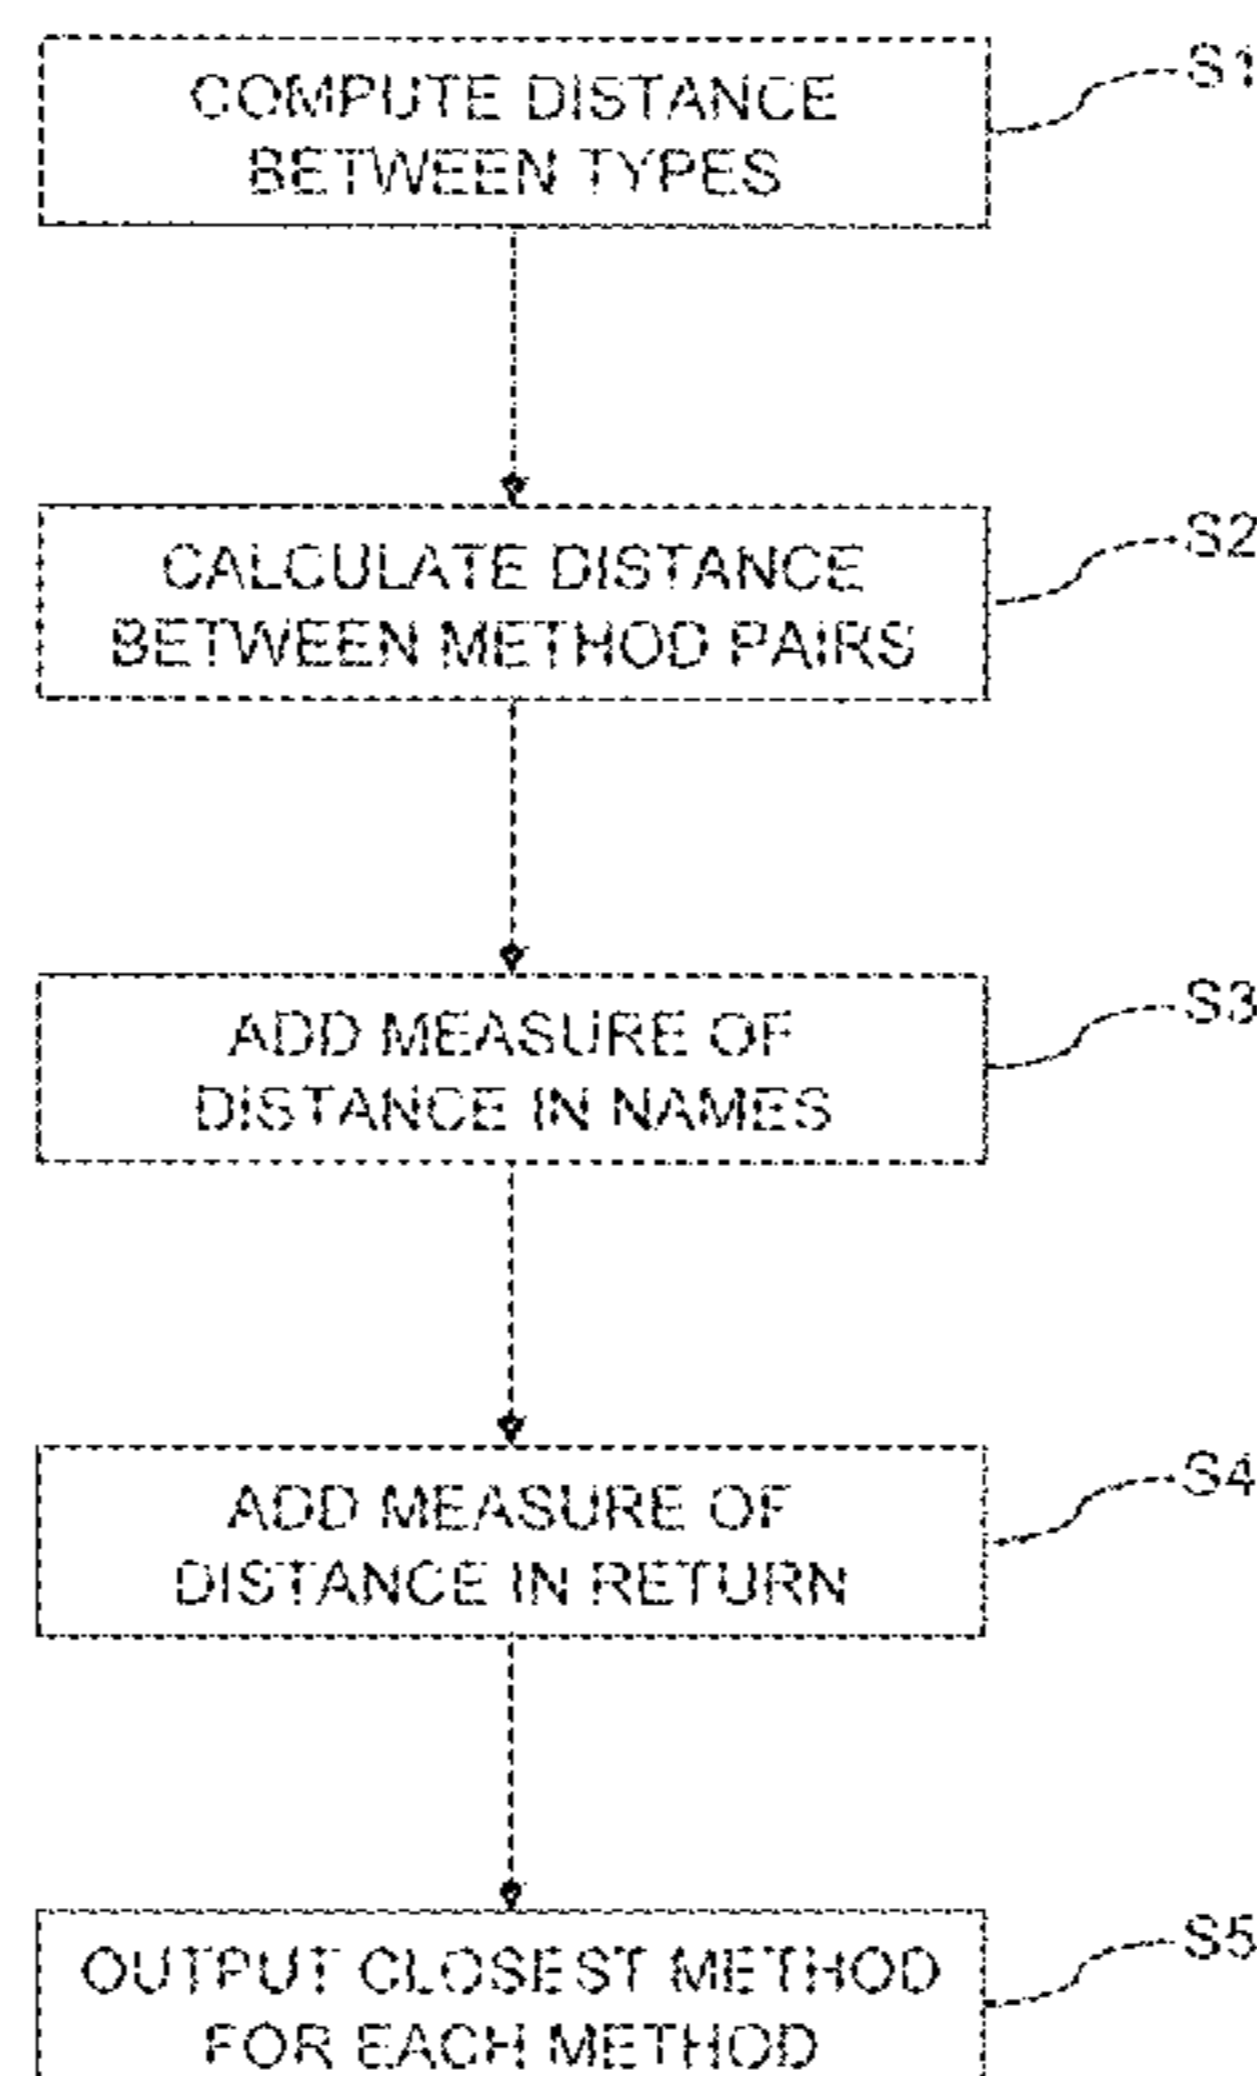 COMPUTE DISTANCE
BETWEEN TYPES
S1
CALCULATE DISTANCE
BETWEEN METHOD PAIRS
S2
ADD MEASURE OF
DISTANCE IN NAMES
S3
ADD MEASURE OF
DISTANCE IN RETURN
S4
OUTPUT CLOSEST METHOD
FOR EACH METHOD
S5